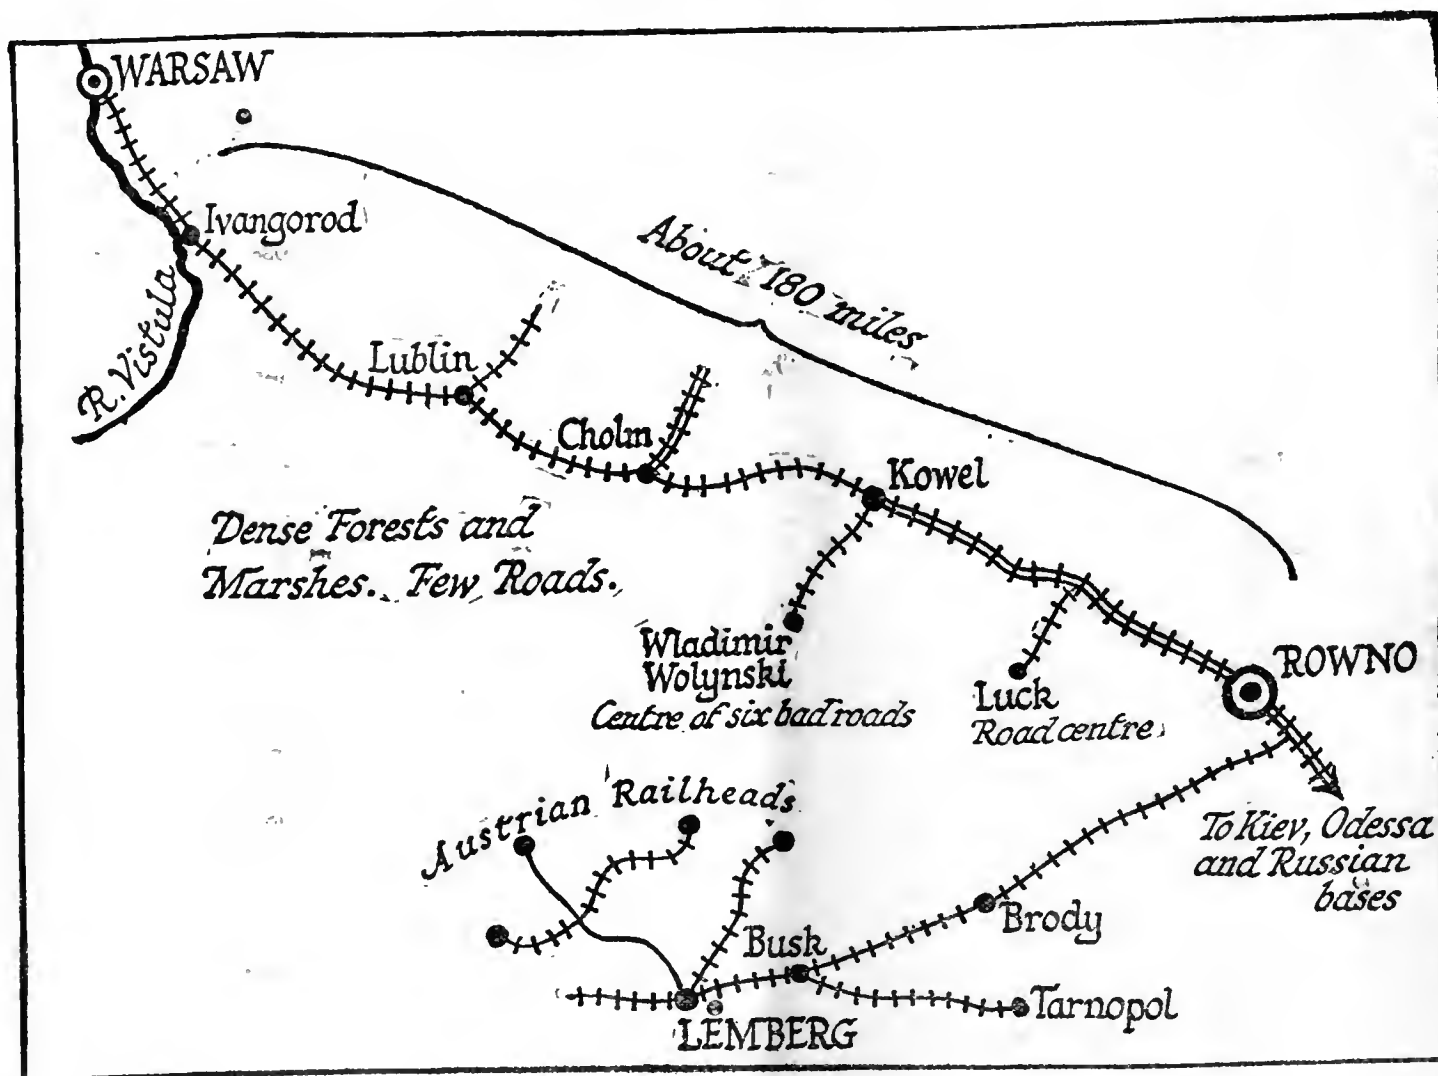 WARSAW
Ivangorod
R. Vistula
About 180 miles
Lublin
Cholm
Kowel
Dense Forests and
Marshes. Few Roads.
Wladimir
Wolynski
Centre of six bad roads
Luck
Road centre
ROWNO
To Kiev, Odessa
and Russian
bases
Austrian Railheads
Brody
Busk
Tarnopol
LEMBERG